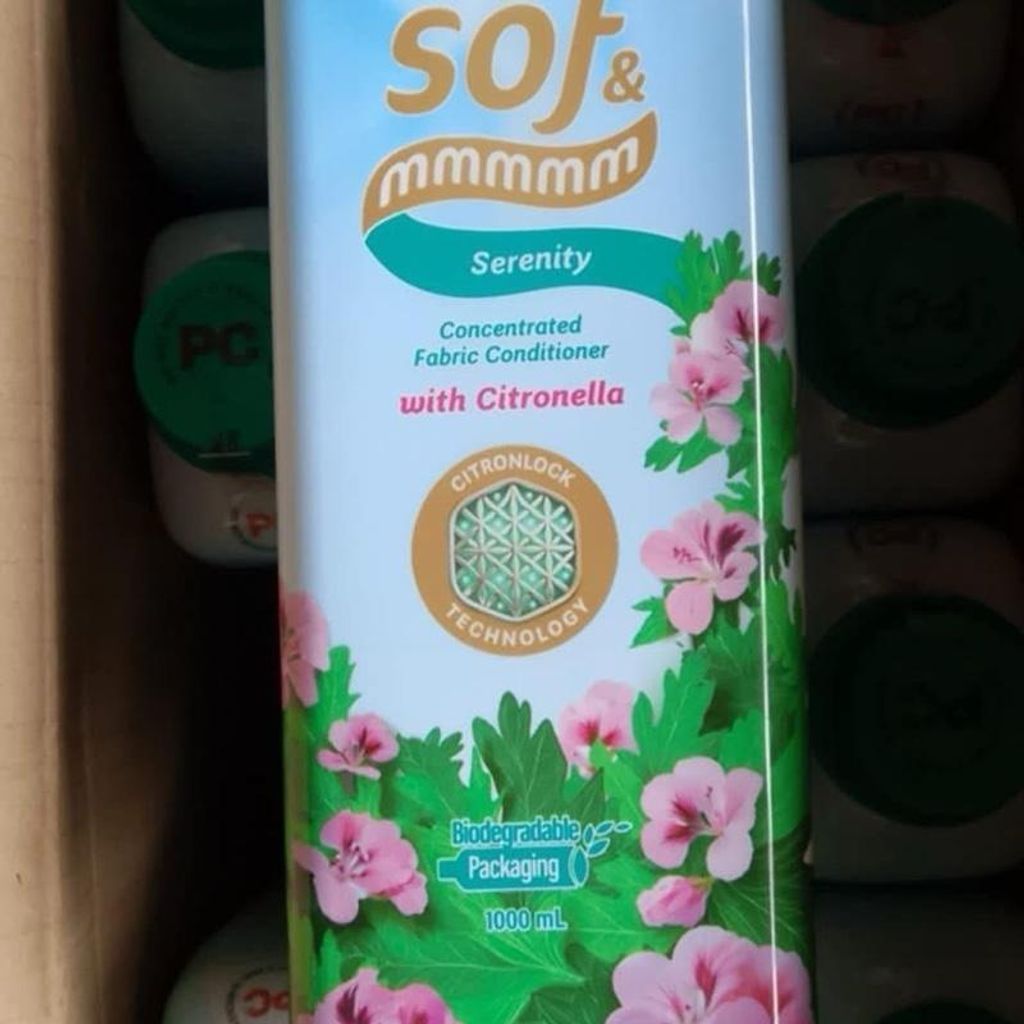 sof &
mmmmm
Serenity
Concentrated
Fabric Conditioner
with Citronella
CITRONLOCK
TECHNOLOGY
Biodegradable
Packaging
1000 mL
PC